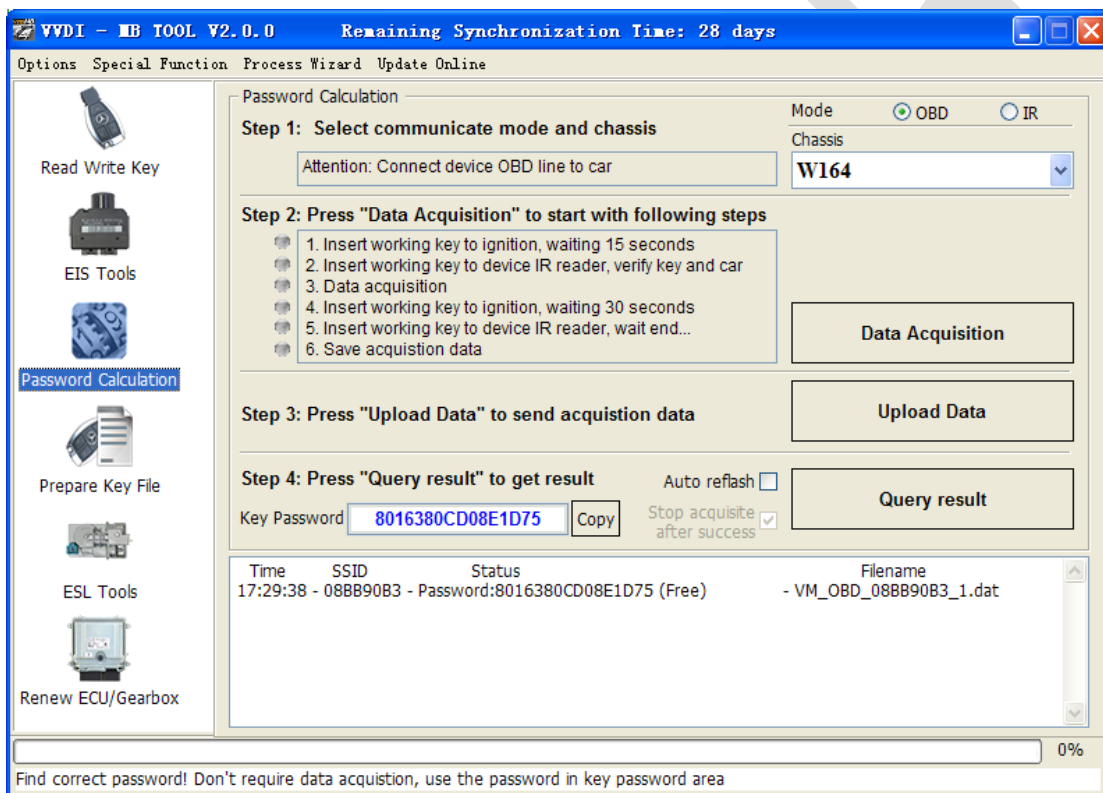 VVDI - MB TOOL V2.0.0 Remaining Synchronization Time: 28 days
Options Special Function Process Wizard Update Online
Read Write Key
EIS Tools
Password Calculation
Prepare Key File
ESL Tools
Renew ECU/Gearbox
Password Calculation
Step 1: Select communicate mode and chassis
Mode OBD IR
Chassis
Attention: Connect device OBD line to car
W164
Step 2: Press "Data Acquisition" to start with following steps
1. Insert working key to ignition, waiting 15 seconds
2. Insert working key to device IR reader, verify key and car
3. Data acquisition
4. Insert working key to ignition, waiting 30 seconds
5. Insert working key to device IR reader, wait end...
6. Save acquistion data
Data Acquisition
Step 3: Press "Upload Data" to send acquistion data
Upload Data
Step 4: Press "Query result" to get result
Auto reflash
Query result
Key Password 8016380CD08E1D75 Copy
Stop acquisite
after success
Time SSID Status Filename
17:29:38 - 08BB90B3 - Password:8016380CD08E1D75 (Free) - VM_OBD_08BB90B3_1.dat
0%
Find correct password! Don't require data acquistion, use the password in key password area